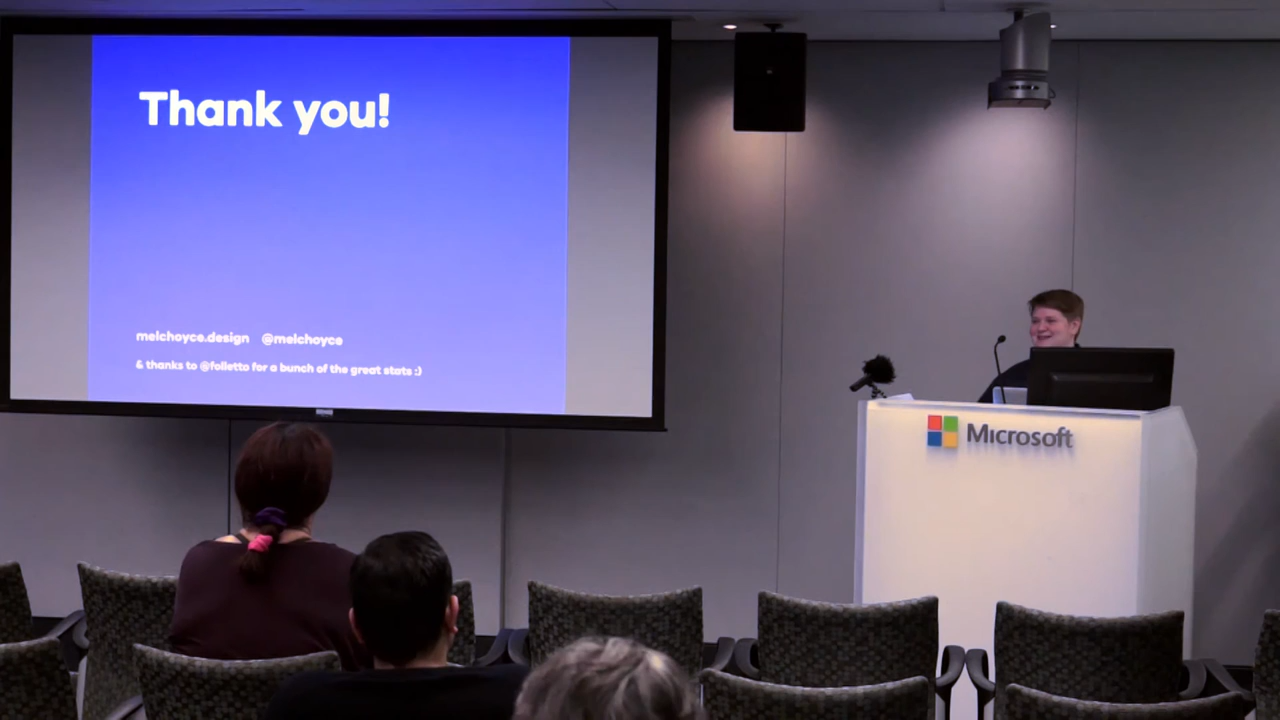 Thank you!
melchoyce.design @melchoyce
& thanks to @folletto for a bunch of the great stats :)
Microsoft